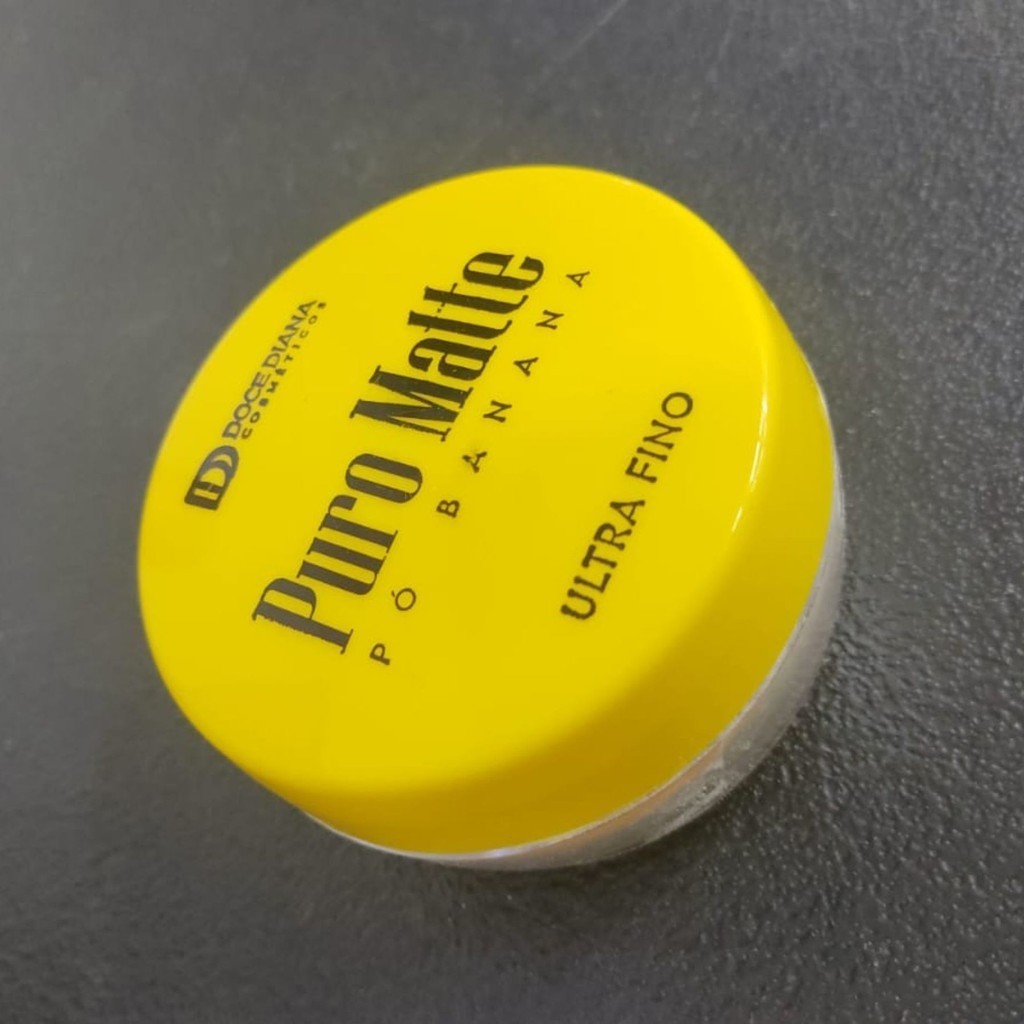 DOCE DIANA
COSMÉTICOS
Puro Matte
PÓ BANANA
ULTRA FINO